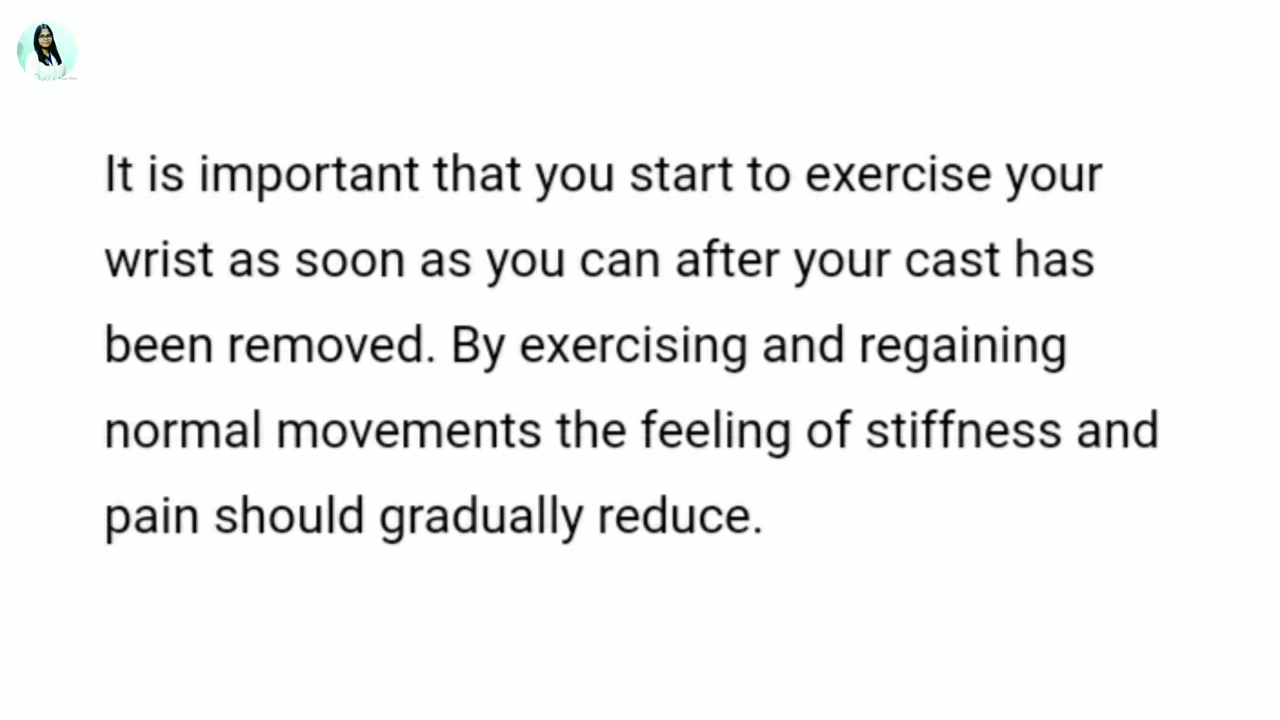 It is important that you start to exercise your
wrist as soon as you can after your cast has
been removed. By exercising and regaining
normal movements the feeling of stiffness and
pain should gradually reduce.